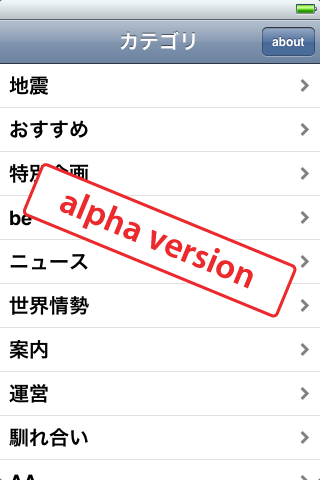 カテゴリ
about
地震
おすすめ
特別企画
be
alpha version
ニュース
世界情勢
案内
運営
馴れ合い
AA